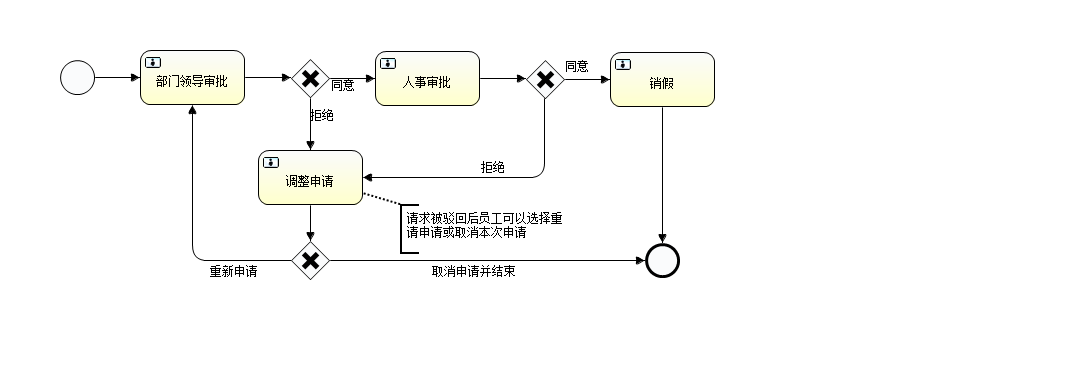 部门领导审批
同意
人事审批
同意
销假
拒绝
拒绝
调整申请
请求被驳回后员工可以选择重
请申请或取消本次申请
重新申请
取消申请并结束